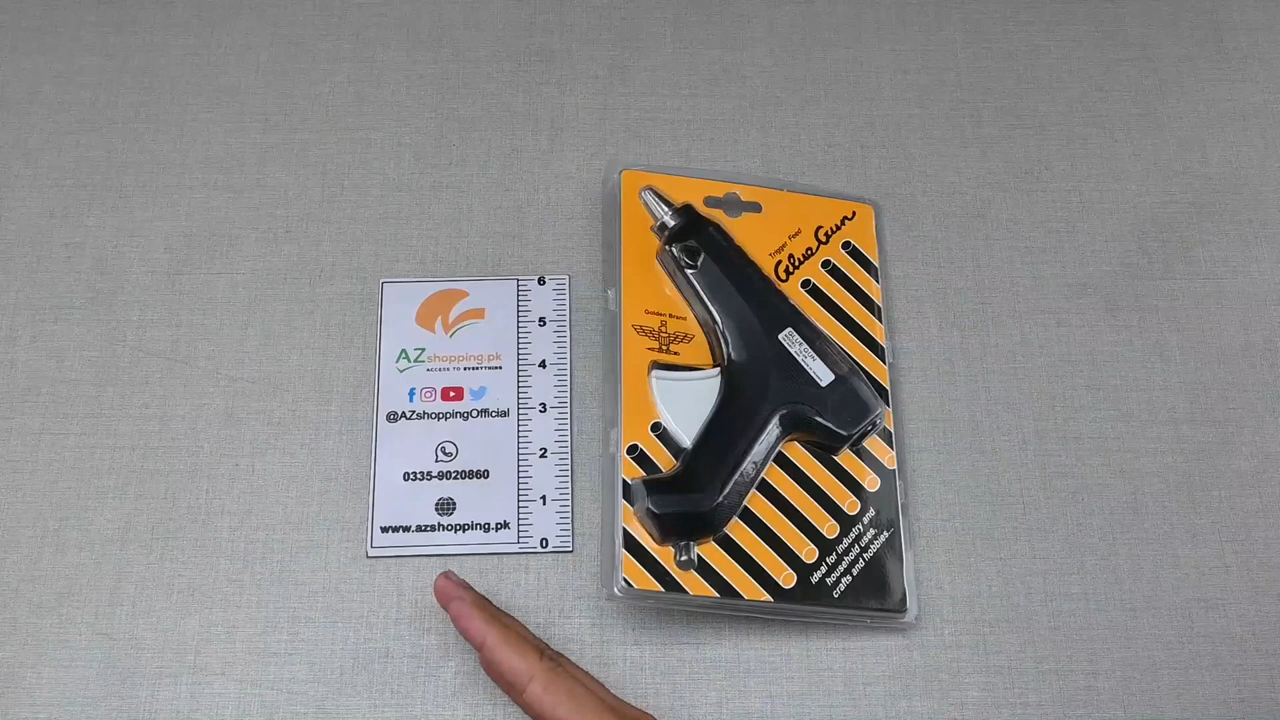 AZshopping.pk
ACCESS TO EVERYTHING
@AZshoppingOfficial
0335-9020860
www.azshopping.pk
6
5
4
3
2
1
0
Trigger Feed
Glue Gun
Golden Brand
GLUE GUN
ideal for industry and
household uses,
crafts and hobbies...